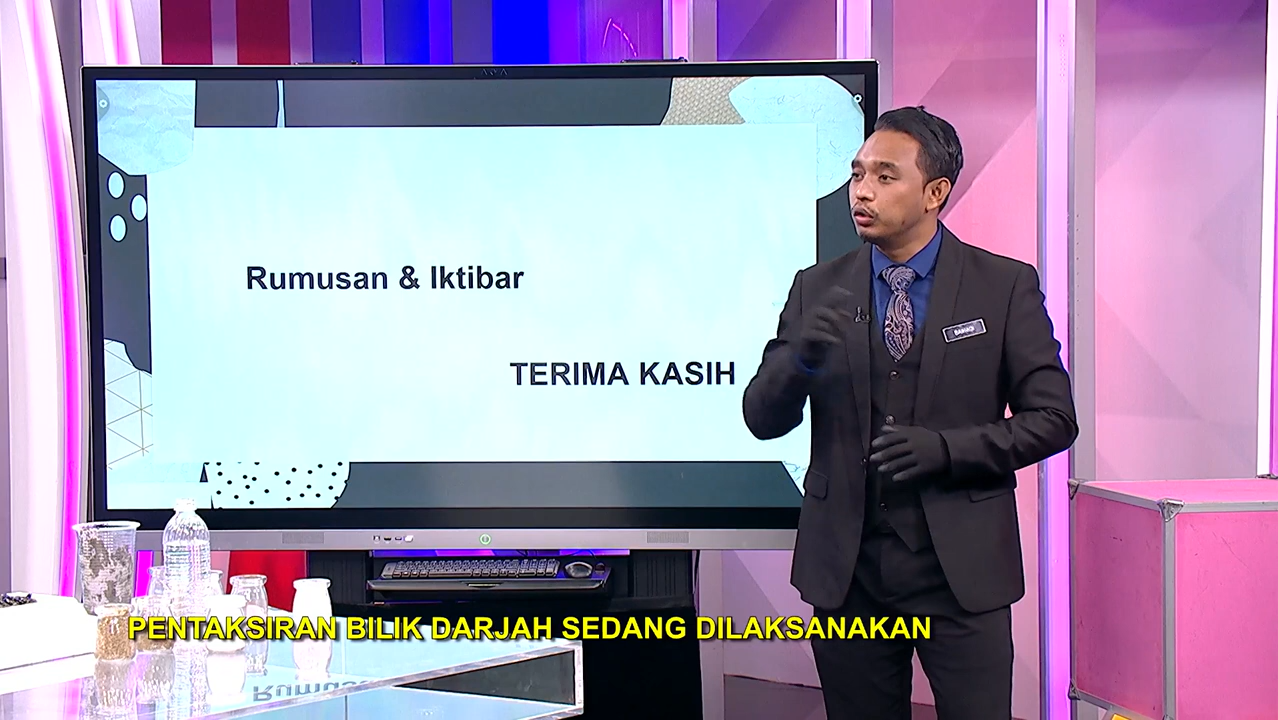 Rumusan & Iktibar
TERIMA KASIH
PENTAKSIRAN BILIK DARJAH SEDANG DILAKSANAKAN